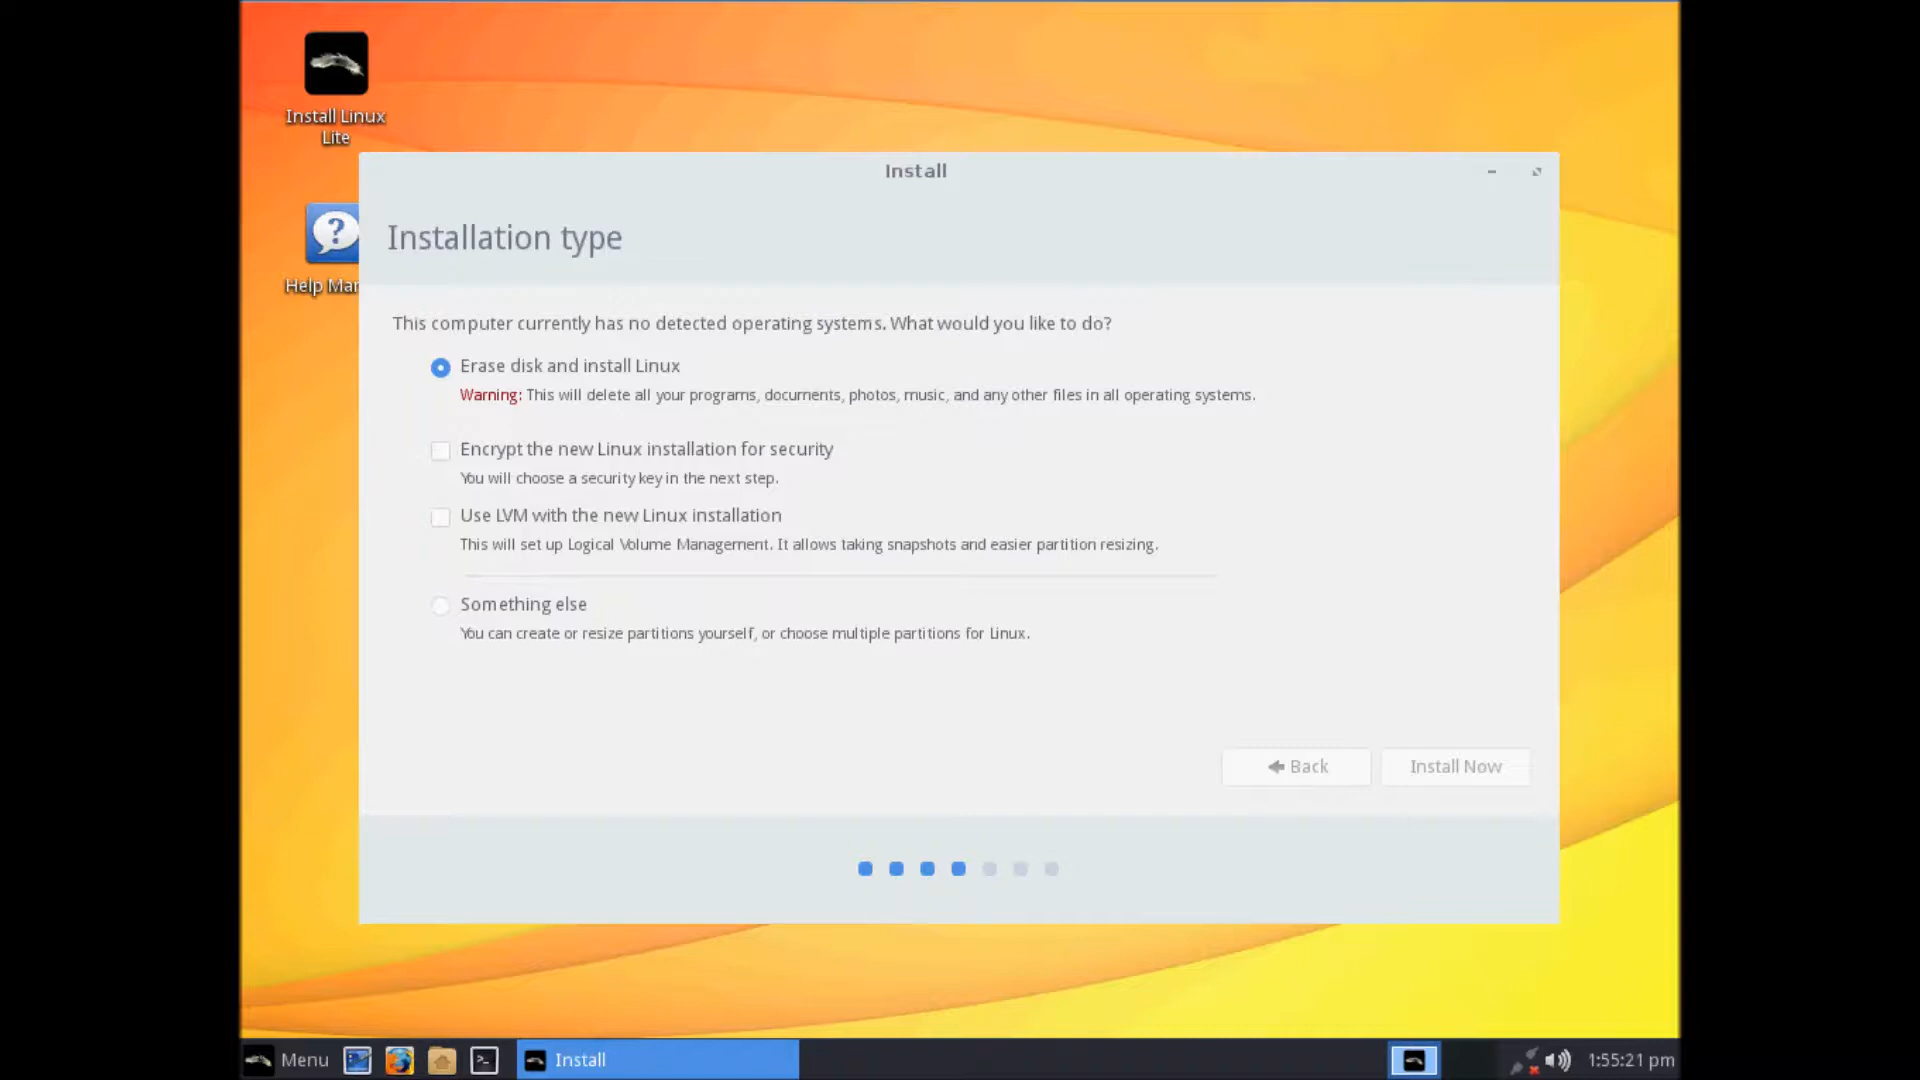 Install Linux
Lite
Install
Installation type
Help Man
This computer currently has no detected operating systems. What would you like to do?
Erase disk and install Linux
Warning: This will delete all your programs, documents, photos, music, and any other files in all operating systems.
Encrypt the new Linux installation for security
You will choose a security key in the next step.
Use LVM with the new Linux installation
This will set up Logical Volume Management. It allows taking snapshots and easier partition resizing.
Something else
You can create or resize partitions yourself, or choose multiple partitions for Linux.
Back
Install Now
Menu
Install
1:55:21 pm